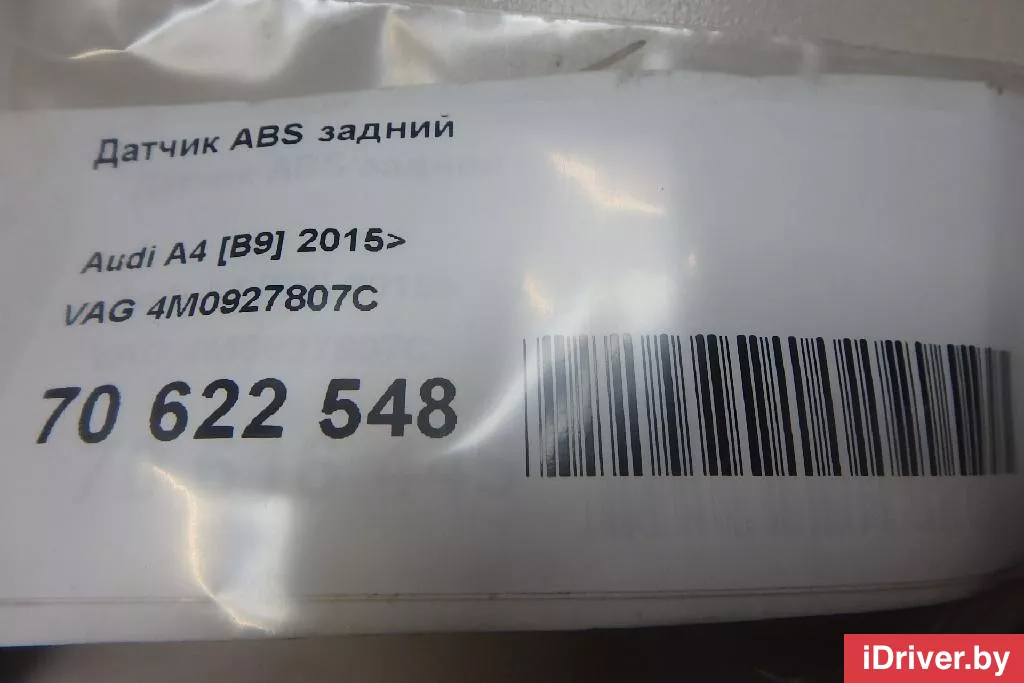 Датчик ABS задний
Audi A4 [B9] 2015>
VAG 4M0927807C
70 622 548
iDriver.by